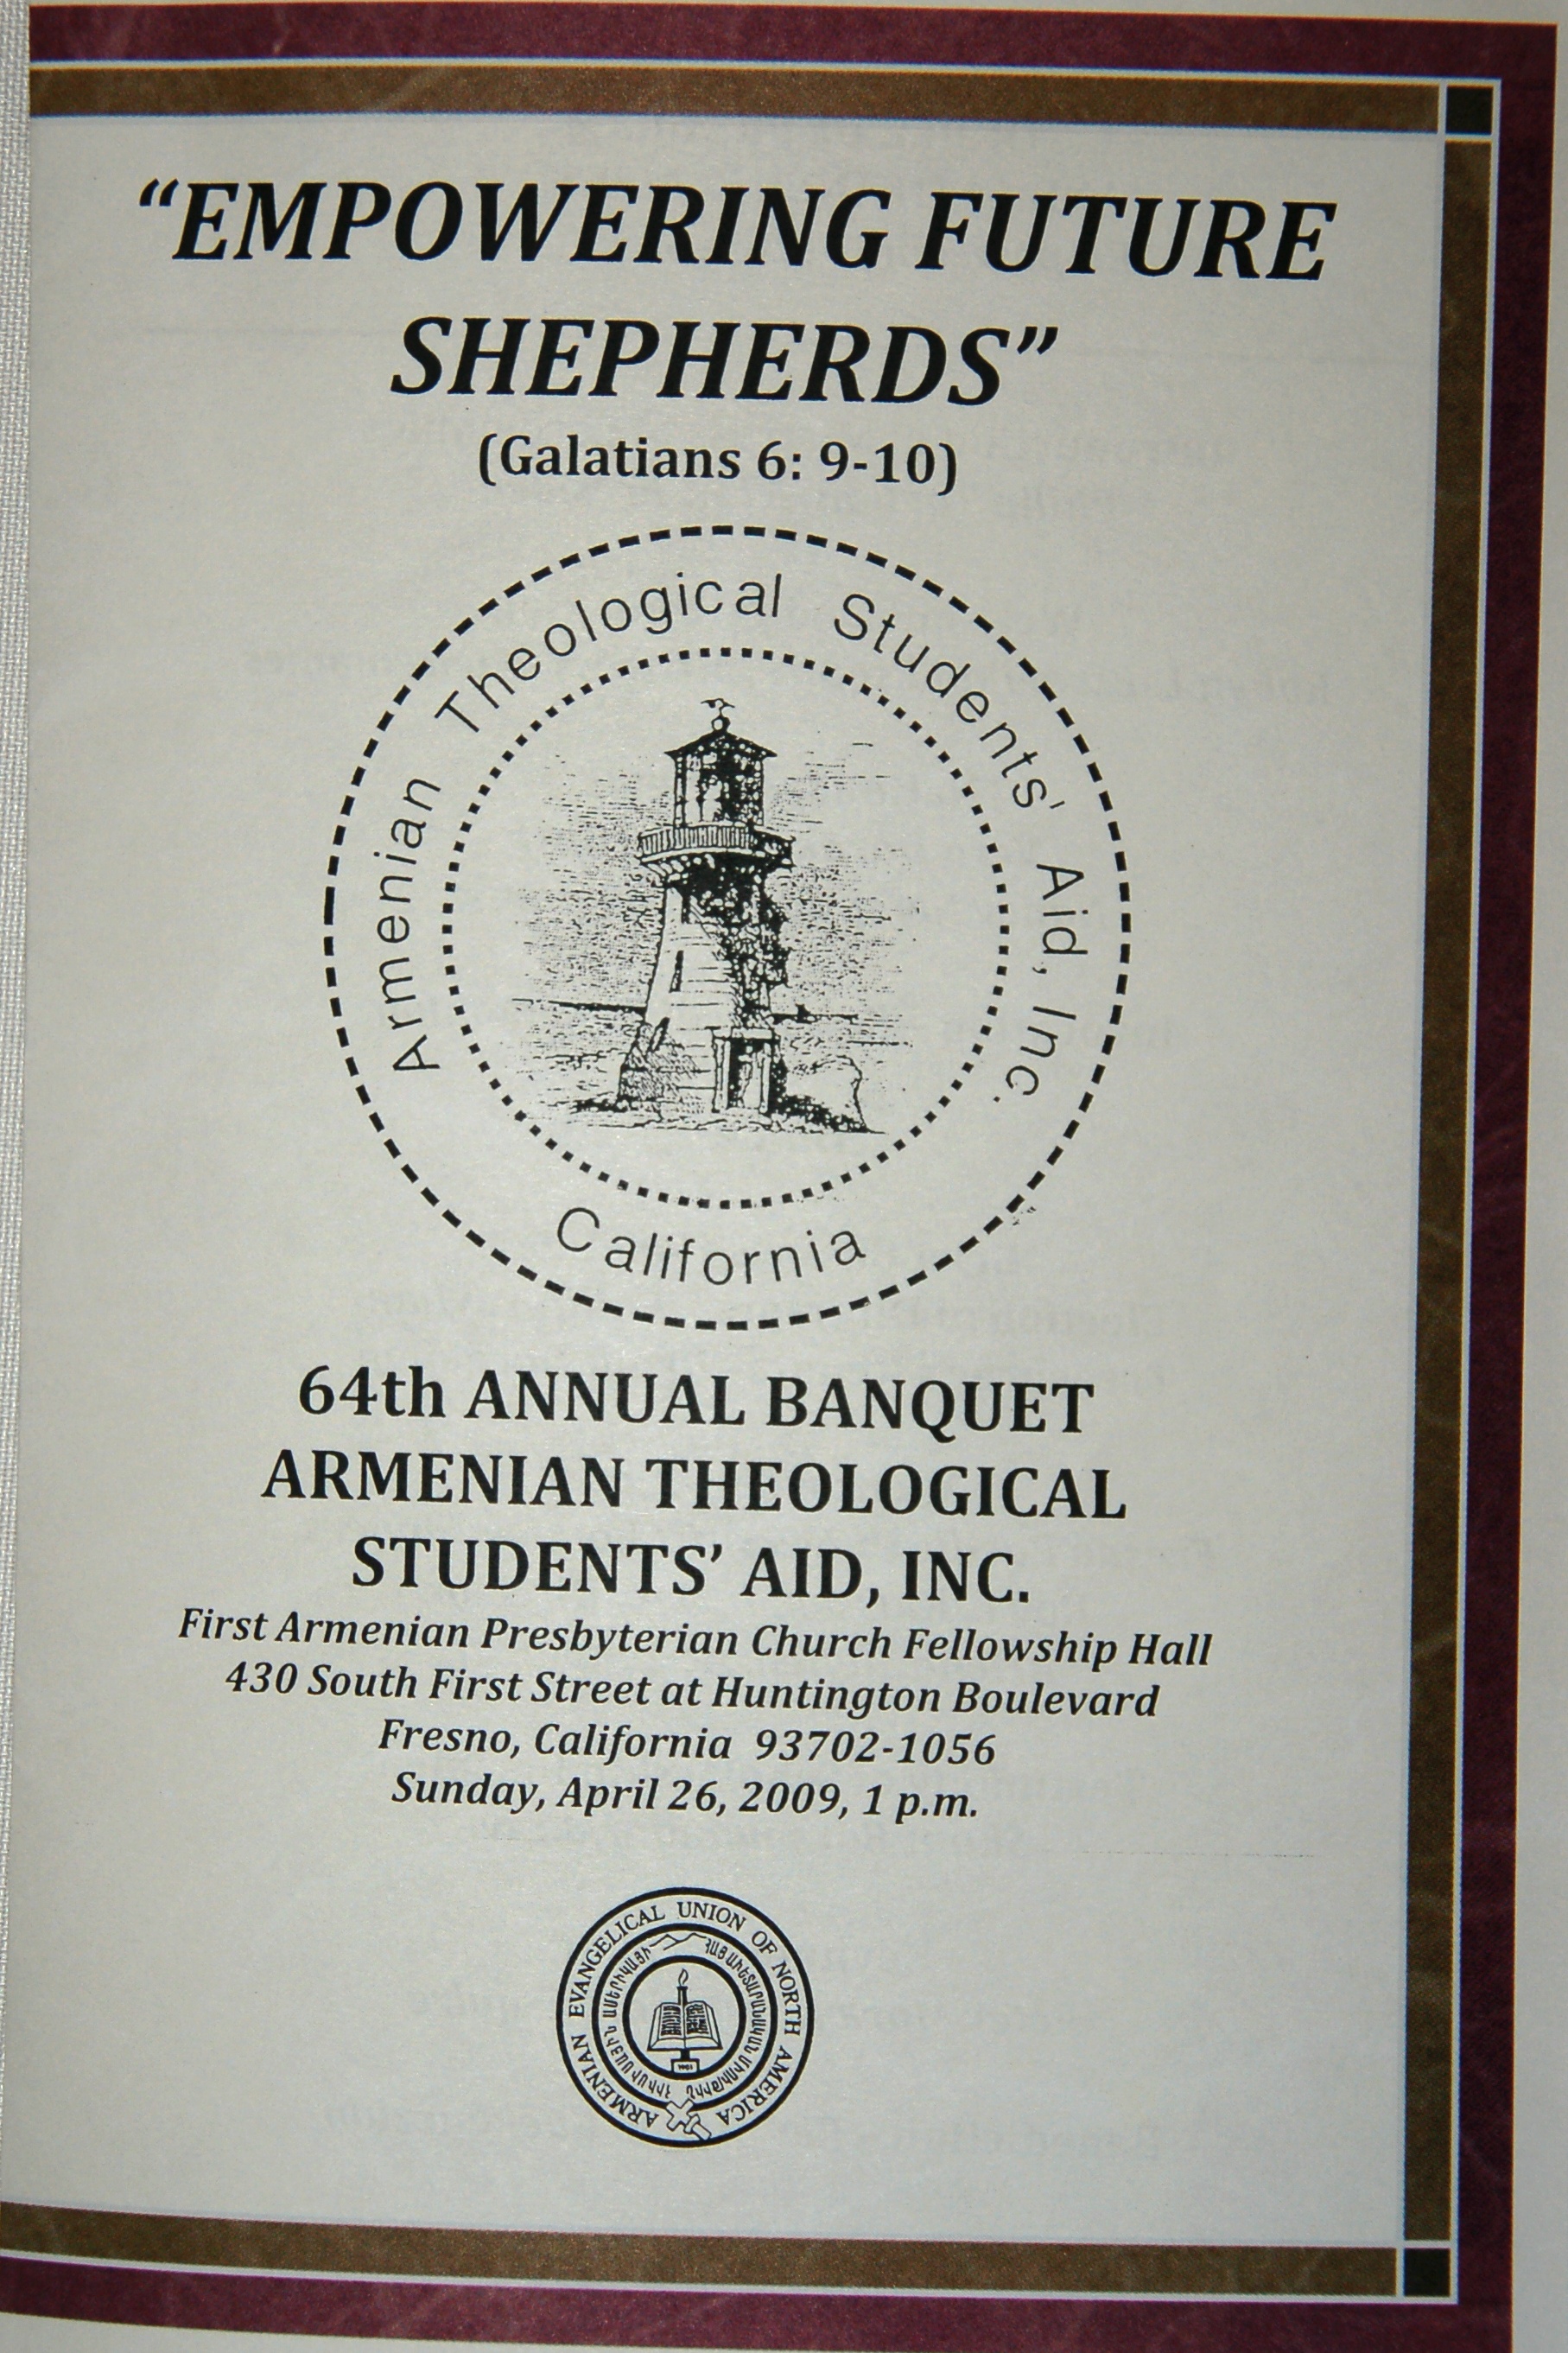 “EMPOWERING FUTURE
SHEPHERDS”
(Galatians 6: 9-10)
Armenian Theological Students' Aid, Inc.
California
64th ANNUAL BANQUET
ARMENIAN THEOLOGICAL
STUDENTS’ AID, INC.
First Armenian Presbyterian Church Fellowship Hall
430 South First Street at Huntington Boulevard
Fresno, California  93702-1056
Sunday, April 26, 2009, 1 p.m.
ARMENIAN EVANGELICAL UNION OF NORTH AMERICA